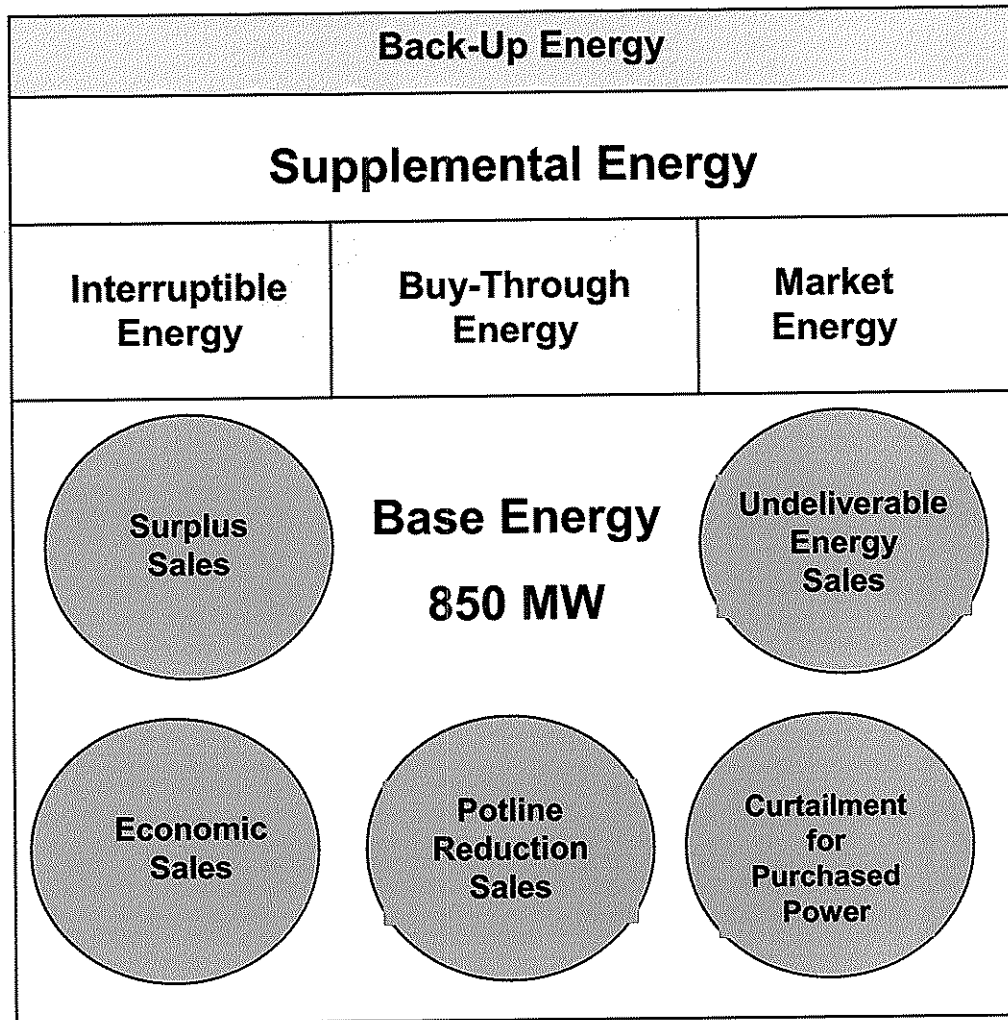 Back-Up Energy
Supplemental Energy
Interruptible
Energy
Buy-Through
Energy
Market
Energy
Surplus
Sales
Base Energy
850 MW
Undeliverable
Energy
Sales
Economic
Sales
Potline
Reduction
Sales
Curtailment
for
Purchased
Power